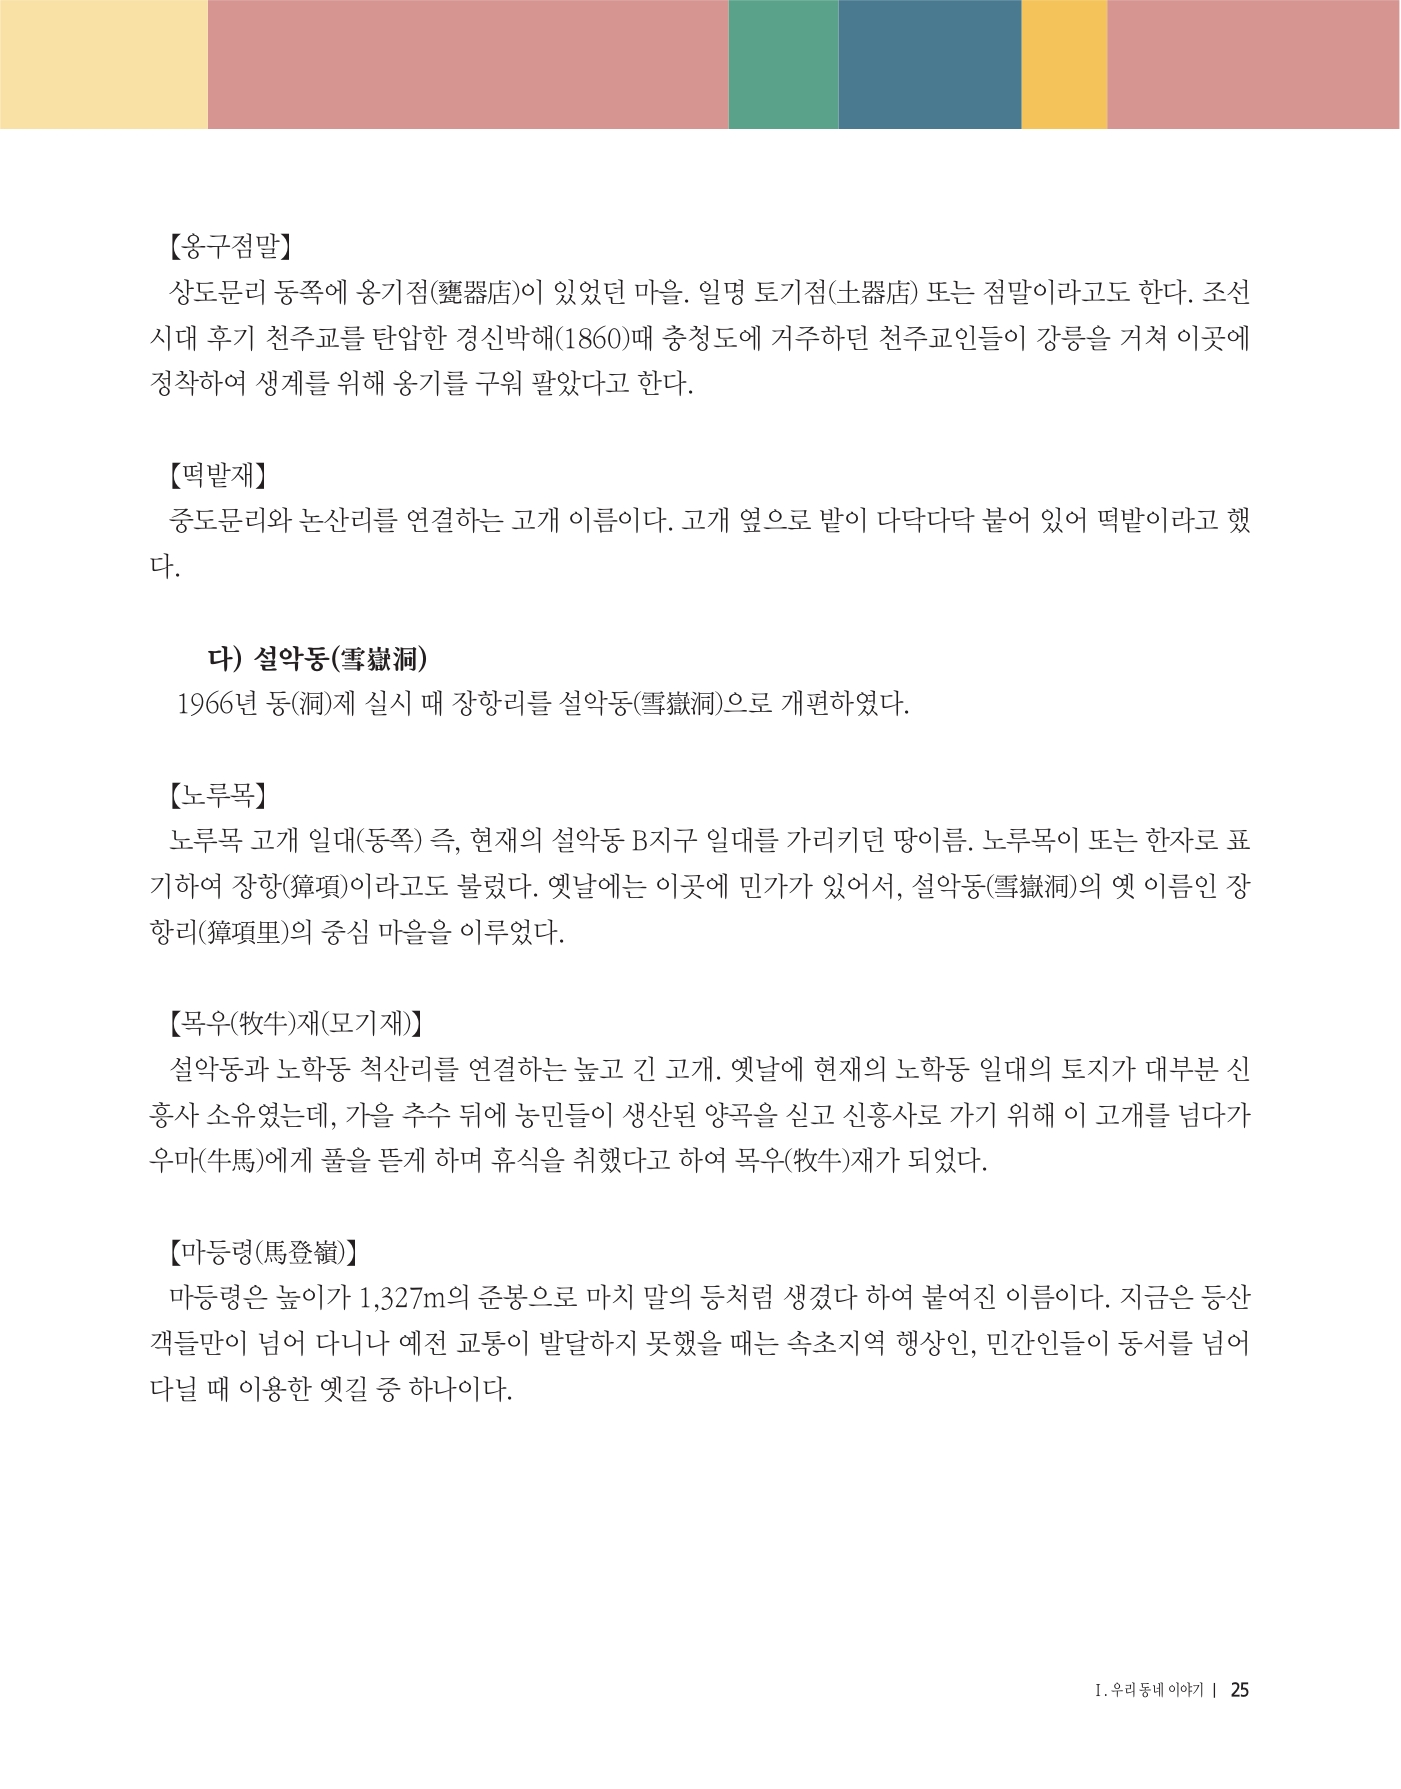 【옹구점말】
상도문리 동쪽에 옹기점(甕器店)이 있었던 마을. 일명 토기점(土器店) 또는 점말이라고도 한다. 조선
시대 후기 천주교를 탄압한 경신박해(1860)때 충청도에 거주하던 천주교인들이 강릉을 거쳐 이곳에
정착하여 생계를 위해 옹기를 구워 팔았다고 한다.
【떡밭재】
중도문리와 논산리를 연결하는 고개 이름이다. 고개 옆으로 밭이 다닥다닥 붙어 있어 떡밭이라고 했
다.
다) 설악동(雪嶽洞)
1966년 동(洞)제 실시 때 장항리를 설악동(雪嶽洞)으로 개편하였다.
【노루목】
노루목 고개 일대(동쪽) 즉, 현재의 설악동 B지구 일대를 가리키던 땅이름. 노루목이 또는 한자로 표
기하여 장항(獐項)이라고도 불렀다. 옛날에는 이곳에 민가가 있어서, 설악동(雪嶽洞)의 옛 이름인 장
항리(獐項里)의 중심 마을을 이루었다.
【목우(牧牛)재(모기재)】
설악동과 노학동 척산리를 연결하는 높고 긴 고개. 옛날에 현재의 노학동 일대의 토지가 대부분 신
흥사 소유였는데, 가을 추수 뒤에 농민들이 생산된 양곡을 싣고 신흥사로 가기 위해 이 고개를 넘다가
우마(牛馬)에게 풀을 뜯게 하며 휴식을 취했다고 하여 목우(牧牛)재가 되었다.
【마등령(馬登嶺)】
마등령은 높이가 1,327m의 준봉으로 마치 말의 등처럼 생겼다 하여 붙여진 이름이다. 지금은 등산
객들만이 넘어 다니나 예전 교통이 발달하지 못했을 때는 속초지역 행상인, 민간인들이 동서를 넘어
다닐 때 이용한 옛길 중 하나이다.
Ⅰ. 우리 동네 이야기 | 25